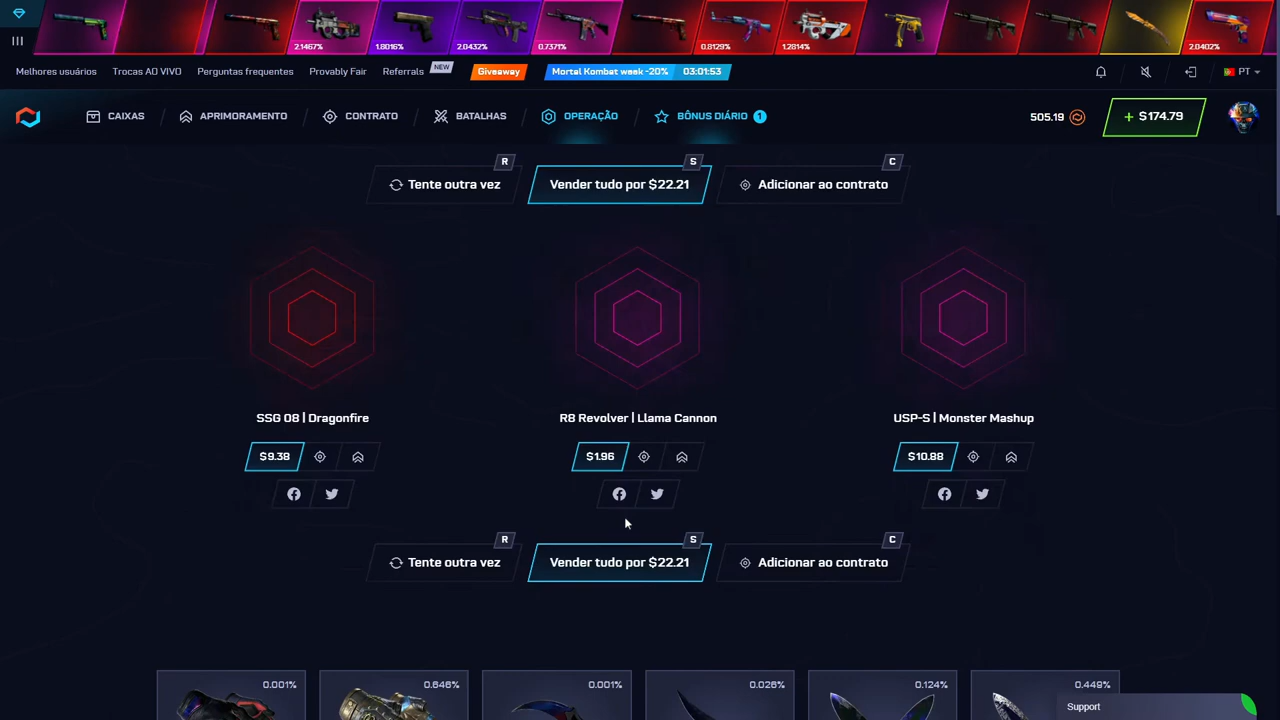 2.1467%
1.8016%
2.0432%
0.7371%
0.8129%
1.2814%
2.0402%
Melhores usuários
Trocas AO VIVO
Perguntas frequentes
Provably Fair
Referrals
NEW
Giveaway
Mortal Kombat week -20%
03:01:53
PT
CAIXAS
APRIMORAMENTO
CONTRATO
BATALHAS
OPERAÇÃO
BÔNUS DIÁRIO
1
505.19
+ $174.79
R
S
C
Tente outra vez
Vender tudo por $22.21
Adicionar ao contrato
SSG 08 | Dragonfire
R8 Revolver | Llama Cannon
USP-S | Monster Mashup
$9.38
$1.96
$10.88
R
S
C
Tente outra vez
Vender tudo por $22.21
Adicionar ao contrato
0.001%
0.646%
0.001%
0.026%
0.124%
0.449%
Support